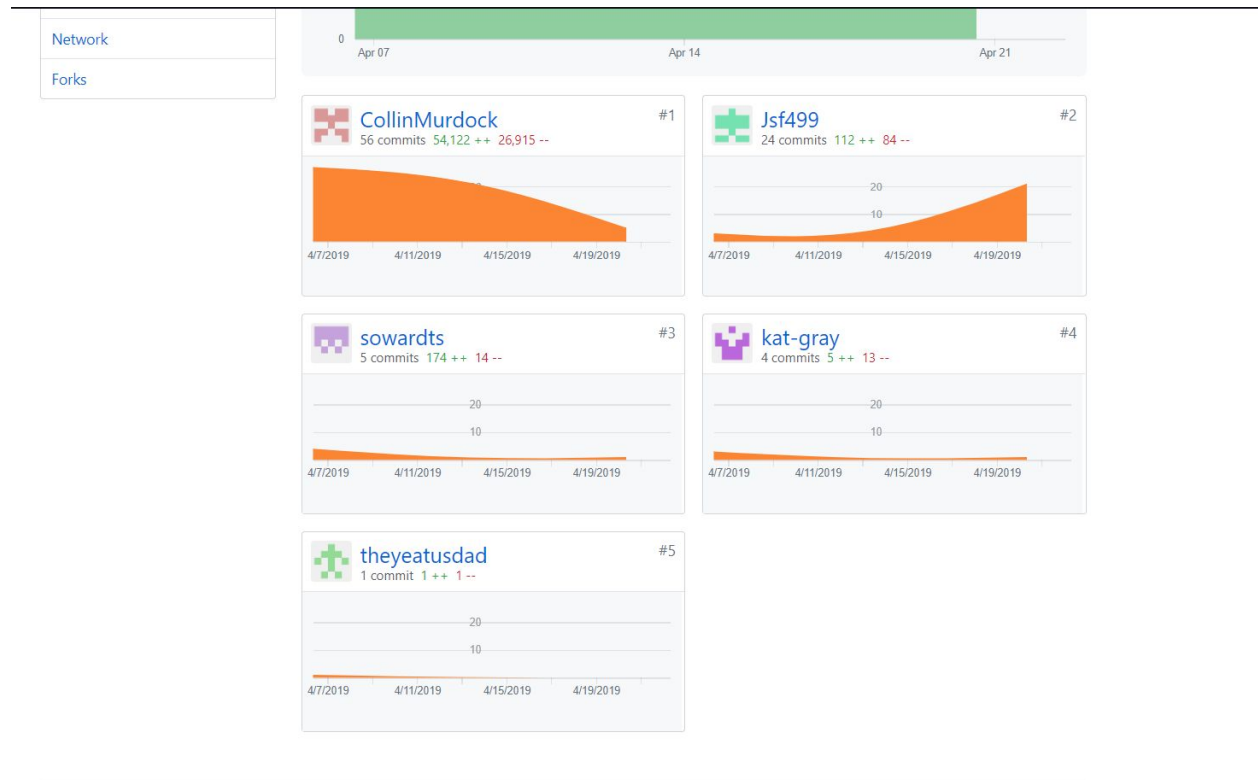 Network
Forks
0
Apr 07 Apr 14 Apr 21
CollinMurdock #1
56 commits 54,122 ++ 26,915 --
4/7/2019 4/11/2019 4/15/2019 4/19/2019
Jsf499 #2
24 commits 112 ++ 84 --
20
10
4/7/2019 4/11/2019 4/15/2019 4/19/2019
sowardts #3
5 commits 174 ++ 14 --
20
10
4/7/2019 4/11/2019 4/15/2019 4/19/2019
kat-gray #4
4 commits 5 ++ 13 --
20
10
4/7/2019 4/11/2019 4/15/2019 4/19/2019
theyeatusdad #5
1 commit 1 ++ 1 --
20
10
4/7/2019 4/11/2019 4/15/2019 4/19/2019